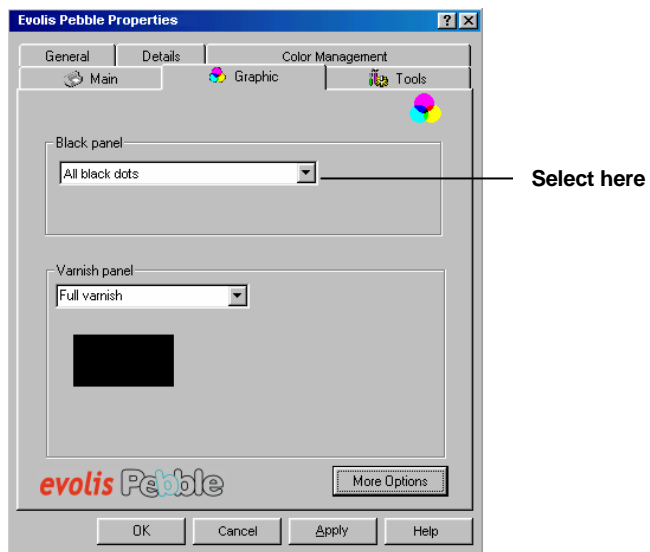 Evolis Pebble Properties
General Details Color Management
Main Graphic Tools
Black panel
All black dots
Select here
Varnish panel
Full varnish
evolis Pebble
More Options
OK Cancel Apply Help